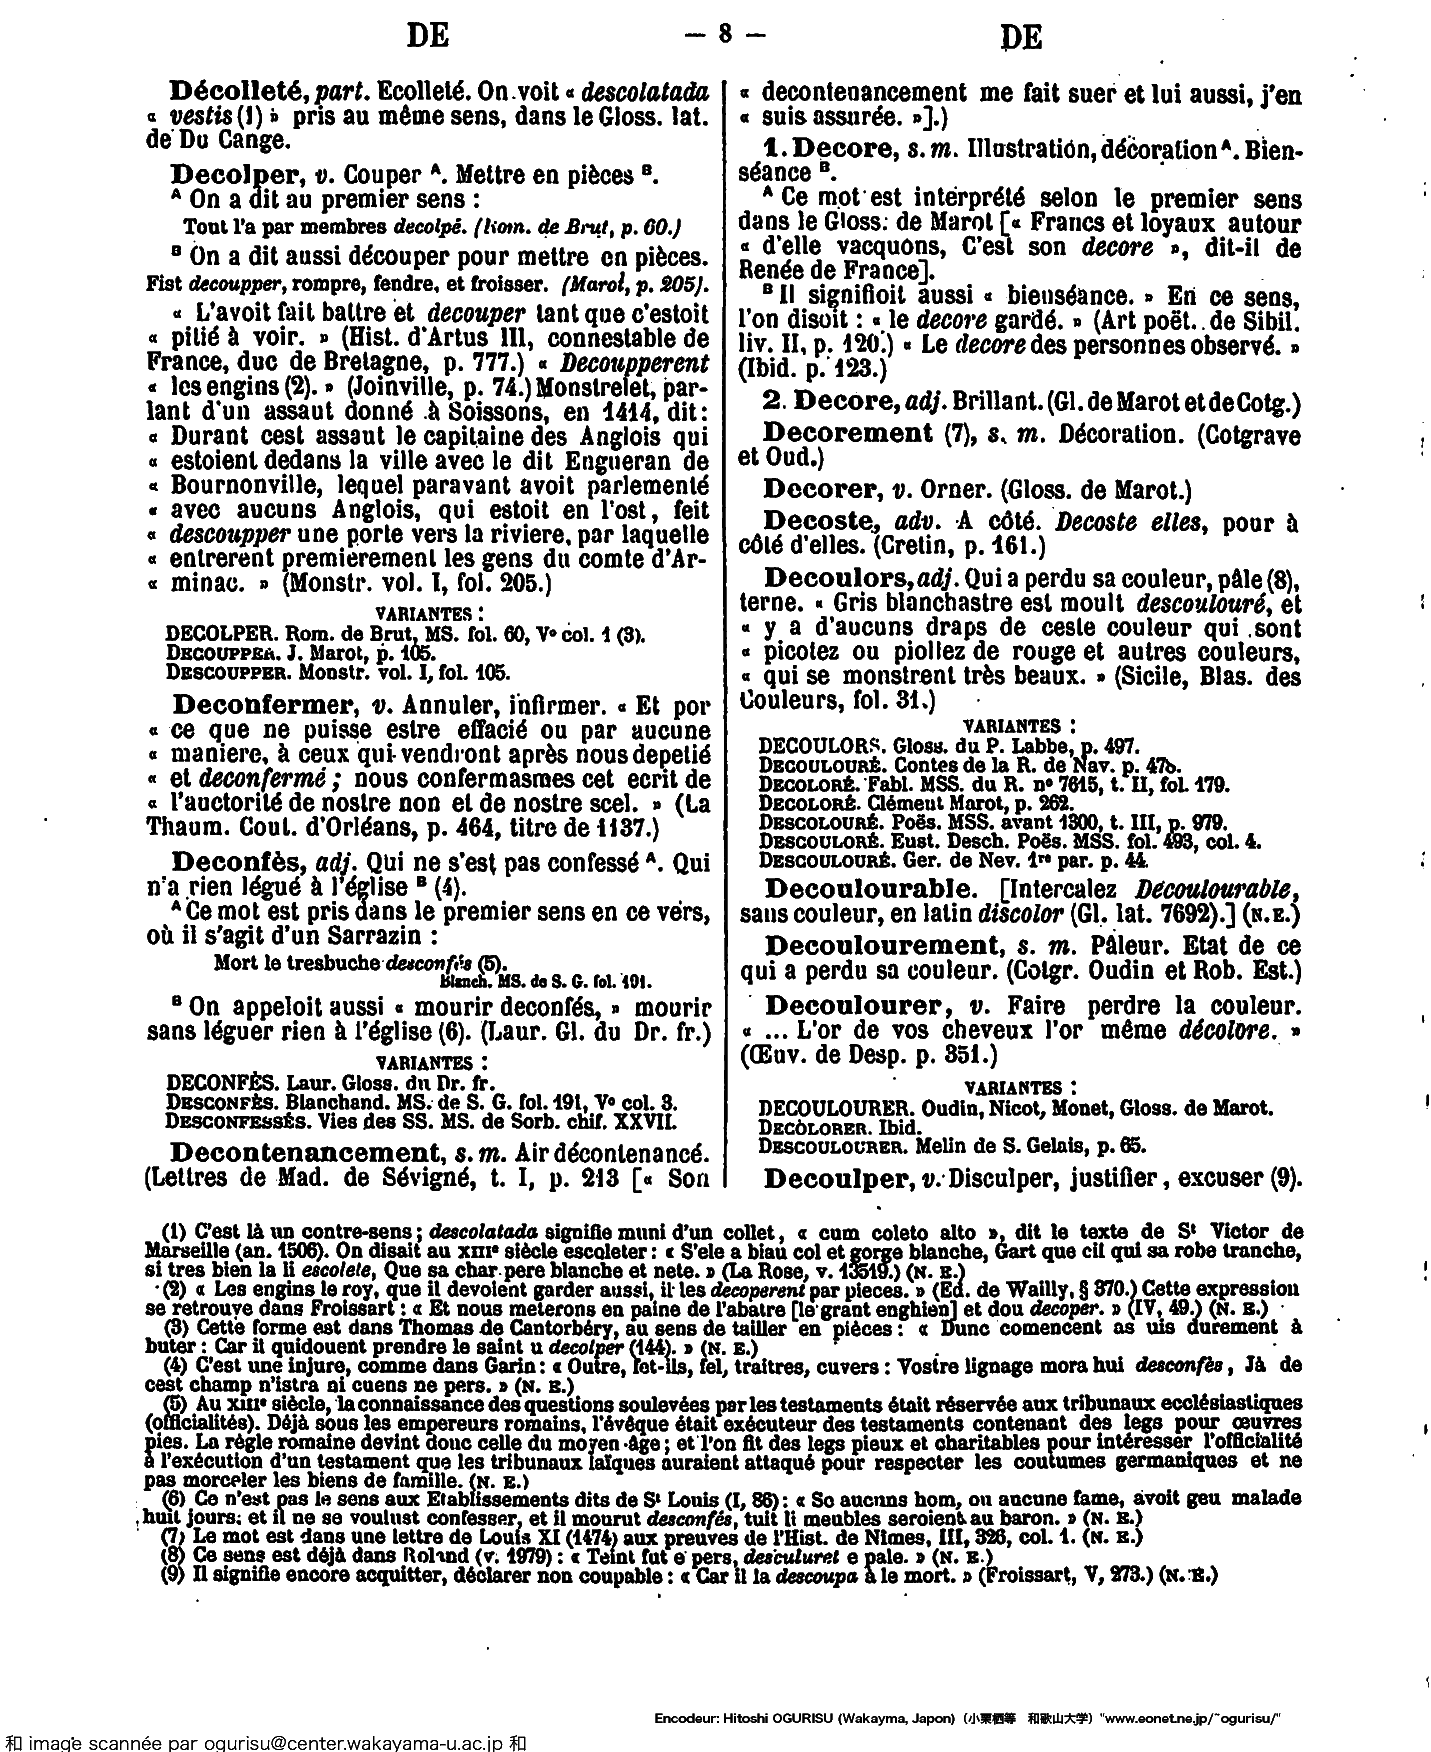 DE — 8 — DE
Décolleté, part. Ecolleté. On voit « descolatada
« vestis (1) » pris au même sens, dans le Gloss. lat.
de Du Cange.
Decolper, v. Couper A. Mettre en pièces B.
A On a dit au premier sens :
Tout l'a par membres decolpé. (Rom. de Brut, p. 60.)
B On a dit aussi découper pour mettre en pièces.
Fist decoupper, rompre, fendre, et froisser. (Marot, p. 205).
« L'avoit fait battre et decouper tant que c'estoit
« pitié à voir. » (Hist. d'Artus III, connestable de
France, duc de Bretagne, p. 777.) « Decoupperent
« les engins (2). » (Joinville, p. 74.) Monstrelet, par-
lant d'un assaut donné à Soissons, en 1414, dit :
« Durant cest assaut le capitaine des Anglois qui
« estoient dedans la ville avec le dit Engueran de
« Bournonville, lequel paravant avoit parlementé
« avec aucuns Anglois, qui estoit en l'ost, feit
« descoupper une porte vers la riviere, par laquelle
« entrerent premierement les gens du comte d'Ar-
« minac. » (Monstr. vol. I, fol. 205.)
VARIANTES :
DECOLPER. Rom. de Brut, MS. fol. 60, Vº col. 1 (3).
DECOUPPER. J. Marot, p. 105.
DESCOUPPER. Monstr. vol. I, fol. 105.
Deconfermer, v. Annuler, infirmer. « Et por
« ce que ne puisse estre effacié ou par aucune
« maniere, à ceux qui vendront après nous depetié
« et deconfermé ; nous confermasmes cet ecrit de
« l'auctorité de nostre non et de nostre scel. » (La
Thaum. Cout. d'Orléans, p. 464, titre de 1137.)
Deconfès, adj. Qui ne s'est pas confessé A. Qui
n'a rien légué à l'église B (4).
A Ce mot est pris dans le premier sens en ce vers,
où il s'agit d'un Sarrazin :
Mort le tresbuche desconfés (5).
Blanch. MS. de S. G. fol. 191.
B On appeloit aussi « mourir deconfés, » mourir
sans léguer rien à l'église (6). (Laur. Gl. du Dr. fr.)
VARIANTES :
DECONFÈS. Laur. Gloss. du Dr. fr.
DESCONFÈS. Blanchand. MS. de S. G. fol. 191, Vº col. 3.
DESCONFESSÉS. Vies des SS. MS. de Sorb. chif. XXVII.
Decontenancement, s. m. Air décontenancé.
(Lettres de Mad. de Sévigné, t. I, p. 213 [« Son
« decontenancement me fait suer et lui aussi, j'en
« suis assurée. »].)
1. Decore, s. m. Illustration, décoration A. Bien-
séance B.
A Ce mot est interprété selon le premier sens
dans le Gloss. de Marot [« Francs et loyaux autour
« d'elle vacquons, C'est son decore », dit-il de
Renée de France].
B Il signifioit aussi « bienséance. » En ce sens,
l'on disoit : « le decore gardé. » (Art poët. de Sibil.
liv. II, p. 120.) « Le decore des personnes observé. »
(Ibid. p. 123.)
2. Decore, adj. Brillant. (Gl. de Marot et de Cotg.)
Decorement (7), s. m. Décoration. (Cotgrave
et Oud.)
Decorer, v. Orner. (Gloss. de Marot.)
Decoste, adv. A côté. Decoste elles, pour à
côté d'elles. (Cretin, p. 161.)
Decoulors, adj. Qui a perdu sa couleur, pâle (8),
terne. « Gris blanchastre est moult descoulouré, et
« y a d'aucuns draps de ceste couleur qui sont
« picotez ou piollez de rouge et autres couleurs,
« qui se monstrent très beaux. » (Sicile, Blas. des
Couleurs, fol. 31.)
VARIANTES :
DECOULORS. Gloss. du P. Labbe, p. 497.
DECOULOURÉ. Contes de la R. de Nav. p. 475.
DECOLORÉ. Fabl. MSS. du R. nº 7615, t. II, fol. 179.
DECOLORÉ. Clément Marot, p. 262.
DESCOLOURÉ. Poës. MSS. avant 1300, t. III, p. 979.
DESCOULORÉ. Eust. Desch. Poës. MSS. fol. 493, col. 4.
DESCOULOURÉ. Ger. de Nev. 1re par. p. 44.
Decoulourable. [Intercalez Découlourable,
sans couleur, en latin discolor (Gl. lat. 7692).] (N.E.)
Decoulourement, s. m. Pâleur. Etat de ce
qui a perdu sa couleur. (Cotgr. Oudin et Rob. Est.)
Decoulourer, v. Faire perdre la couleur.
« ... L'or de vos cheveux l'or même décolore. »
(Œuv. de Desp. p. 351.)
VARIANTES :
DECOULOURER. Oudin, Nicot, Monet, Gloss. de Marot.
DECOLORER. Ibid.
DESCOULOURER. Melin de S. Gelais, p. 65.
Decoulper, v. Disculper, justifier, excuser (9).
(1) C'est là un contre-sens ; descolatada signifie muni d'un collet, « cum coleto alto », dit le texte de St Victor de
Marseille (an. 1506). On disait au XIIIe siècle escoleter : « S'ele a biau col et gorge blanche, Gart que cil qui sa robe tranche,
si tres bien la li escolete, Que sa char pere blanche et nete. » (La Rose, v. 13519.) (N. E.)
(2) « Les engins le roy, que il devoient garder aussi, il les decoperent par pieces. » (Ed. de Wailly, § 370.) Cette expression
se retrouve dans Froissart : « Et nous meterons en paine de l'abatre [le grant enghien] et dou decoper. » (IV, 49.) (N. E.)
(3) Cette forme est dans Thomas de Cantorbéry, au sens de tailler en pièces : « Dunc comencent as uis durement à
buter : Car il quidouent prendre le saint u decolper (144). » (N. E.)
(4) C'est une injure, comme dans Garin : « Outre, fet-ils, fel, traitres, cuvers : Vostre lignage mora hui desconfès, Jà de
cest champ n'istra ni cuens ne pers. » (N. E.)
(5) Au XIIIe siècle, la connaissance des questions soulevées par les testaments était réservée aux tribunaux ecclésiastiques
(officialités). Déjà sous les empereurs romains, l'évêque était exécuteur des testaments contenant des legs pour œuvres
pies. La règle romaine devint donc celle du moyen-âge ; et l'on fit des legs pieux et charitables pour intéresser l'officialité
à l'exécution d'un testament que les tribunaux laïques auraient attaqué pour respecter les coutumes germaniques et ne
pas morceler les biens de famille. (N. E.)
(6) Ce n'est pas le sens aux Etablissements dits de St Louis (I, 86) : « Se aucuns hom, ou aucune fame, avoit geu malade
huit jours, et il ne se voulust confesser, et il mourut desconfés, tuit li meubles seroient au baron. » (N. E.)
(7) Le mot est dans une lettre de Louis XI (1474) aux preuves de l'Hist. de Nîmes, III, 326, col. 1. (N. E.)
(8) Ce sens est déjà dans Roland (v. 1979) : « Teint fut e pers, desculuret e pale. » (N. E.)
(9) Il signifie encore acquitter, déclarer non coupable : « Car il la descoupa à le mort. » (Froissart, V, 273.) (N. E.)
Encodeur: Hitoshi OGURISU (Wakayma, Japon) (小栗栖等 和歌山大学) "www.eonet.ne.jp/~ogurisu/"
和 image scannée par ogurisu@center.wakayama-u.ac.jp 和